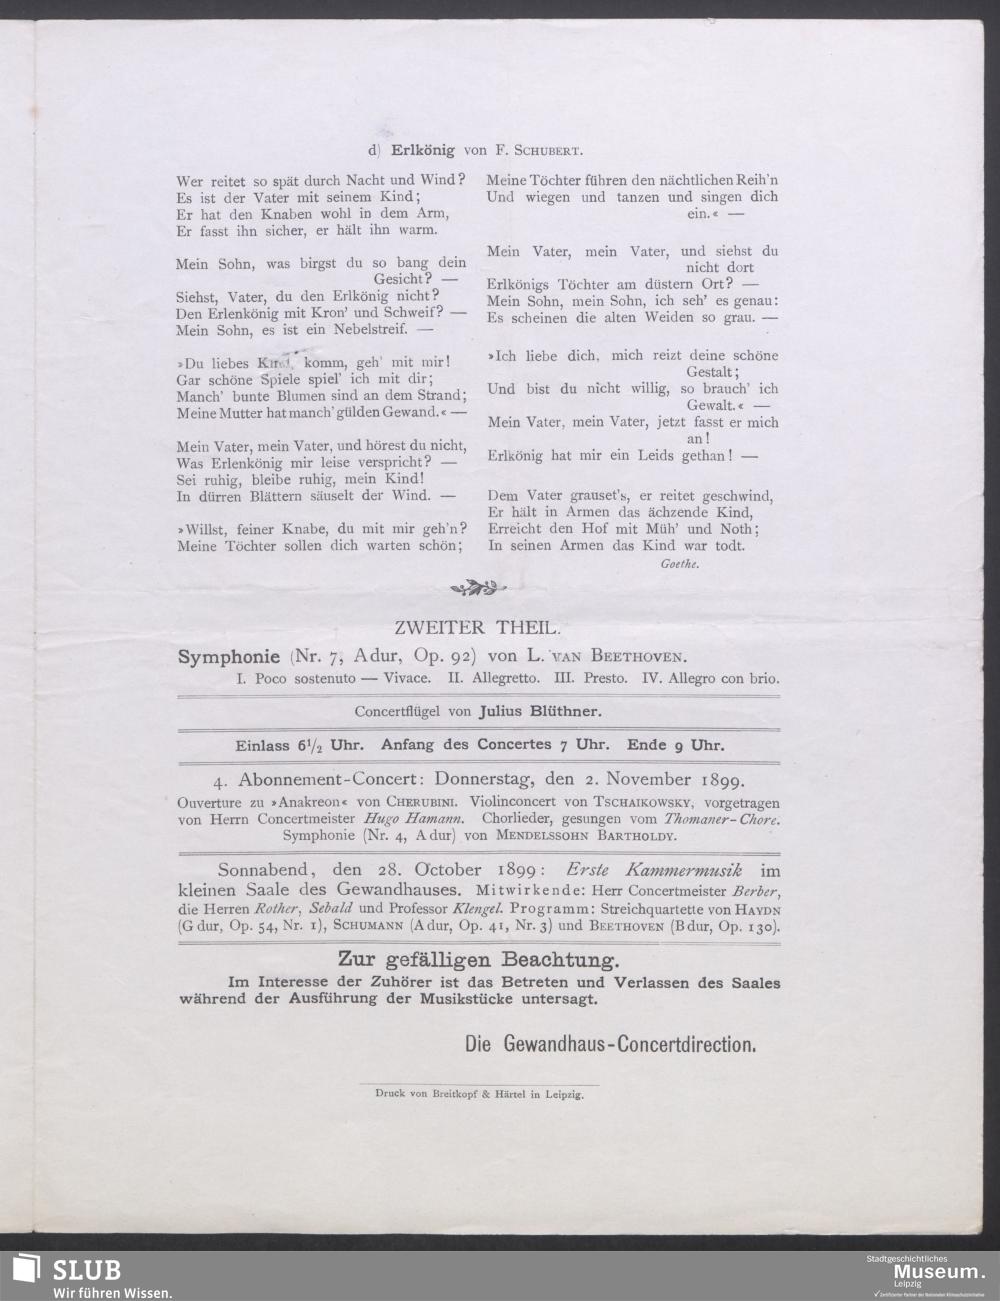 d) Erlkönig von F. SCHUBERT.
Wer reitet so spät durch Nacht und Wind?
Es ist der Vater mit seinem Kind;
Er hat den Knaben wohl in dem Arm,
Er fasst ihn sicher, er hält ihn warm.
Mein Sohn, was birgst du so bang dein
Gesicht? —
Siehst, Vater, du den Erlkönig nicht?
Den Erlenkönig mit Kron' und Schweif? —
Mein Sohn, es ist ein Nebelstreif. —
»Du liebes Kind, komm, geh' mit mir!
Gar schöne Spiele spiel' ich mit dir;
Manch' bunte Blumen sind an dem Strand;
Meine Mutter hat manch' gülden Gewand.« —
Mein Vater, mein Vater, und hörest du nicht,
Was Erlenkönig mir leise verspricht? —
Sei ruhig, bleibe ruhig, mein Kind!
In dürren Blättern säuselt der Wind. —
»Willst, feiner Knabe, du mit mir geh'n?
Meine Töchter sollen dich warten schön;
Meine Töchter führen den nächtlichen Reih'n
Und wiegen und tanzen und singen dich
ein.« —
Mein Vater, mein Vater, und siehst du
nicht dort
Erlkönigs Töchter am düstern Ort? —
Mein Sohn, mein Sohn, ich seh' es genau:
Es scheinen die alten Weiden so grau. —
»Ich liebe dich, mich reizt deine schöne
Gestalt;
Und bist du nicht willig, so brauch' ich
Gewalt.« —
Mein Vater, mein Vater, jetzt fasst er mich
an!
Erlkönig hat mir ein Leids gethan! —
Dem Vater grauset's, er reitet geschwind,
Er hält in Armen das ächzende Kind,
Erreicht den Hof mit Müh' und Noth;
In seinen Armen das Kind war todt.
Goethe.
ZWEITER THEIL.
Symphonie (Nr. 7, Adur, Op. 92) von L. VAN BEETHOVEN.
I. Poco sostenuto — Vivace. II. Allegretto. III. Presto. IV. Allegro con brio.
Concertflügel von Julius Blüthner.
Einlass 6½ Uhr. Anfang des Concertes 7 Uhr. Ende 9 Uhr.
4. Abonnement-Concert: Donnerstag, den 2. November 1899.
Ouverture zu »Anakreon« von CHERUBINI. Violinconcert von TSCHAIKOWSKY, vorgetragen
von Herrn Concertmeister Hugo Hamann. Chorlieder, gesungen vom Thomaner-Chore.
Symphonie (Nr. 4, Adur) von MENDELSSOHN BARTHOLDY.
Sonnabend, den 28. October 1899: Erste Kammermusik im
kleinen Saale des Gewandhauses. Mitwirkende: Herr Concertmeister Berber,
die Herren Rother, Sebald und Professor Klengel. Programm: Streichquartette von HAYDN
(Gdur, Op. 54, Nr. 1), SCHUMANN (Adur, Op. 41, Nr. 3) und BEETHOVEN (Bdur, Op. 130).
Zur gefälligen Beachtung.
Im Interesse der Zuhörer ist das Betreten und Verlassen des Saales
während der Ausführung der Musikstücke untersagt.
Die Gewandhaus-Concertdirection.
Druck von Breitkopf & Härtel in Leipzig.
SLUB
Wir führen Wissen.
Stadtgeschichtliches
Museum.
Leipzig
Zertifizierter Partner der Nationalen Klimaschutzinitiative